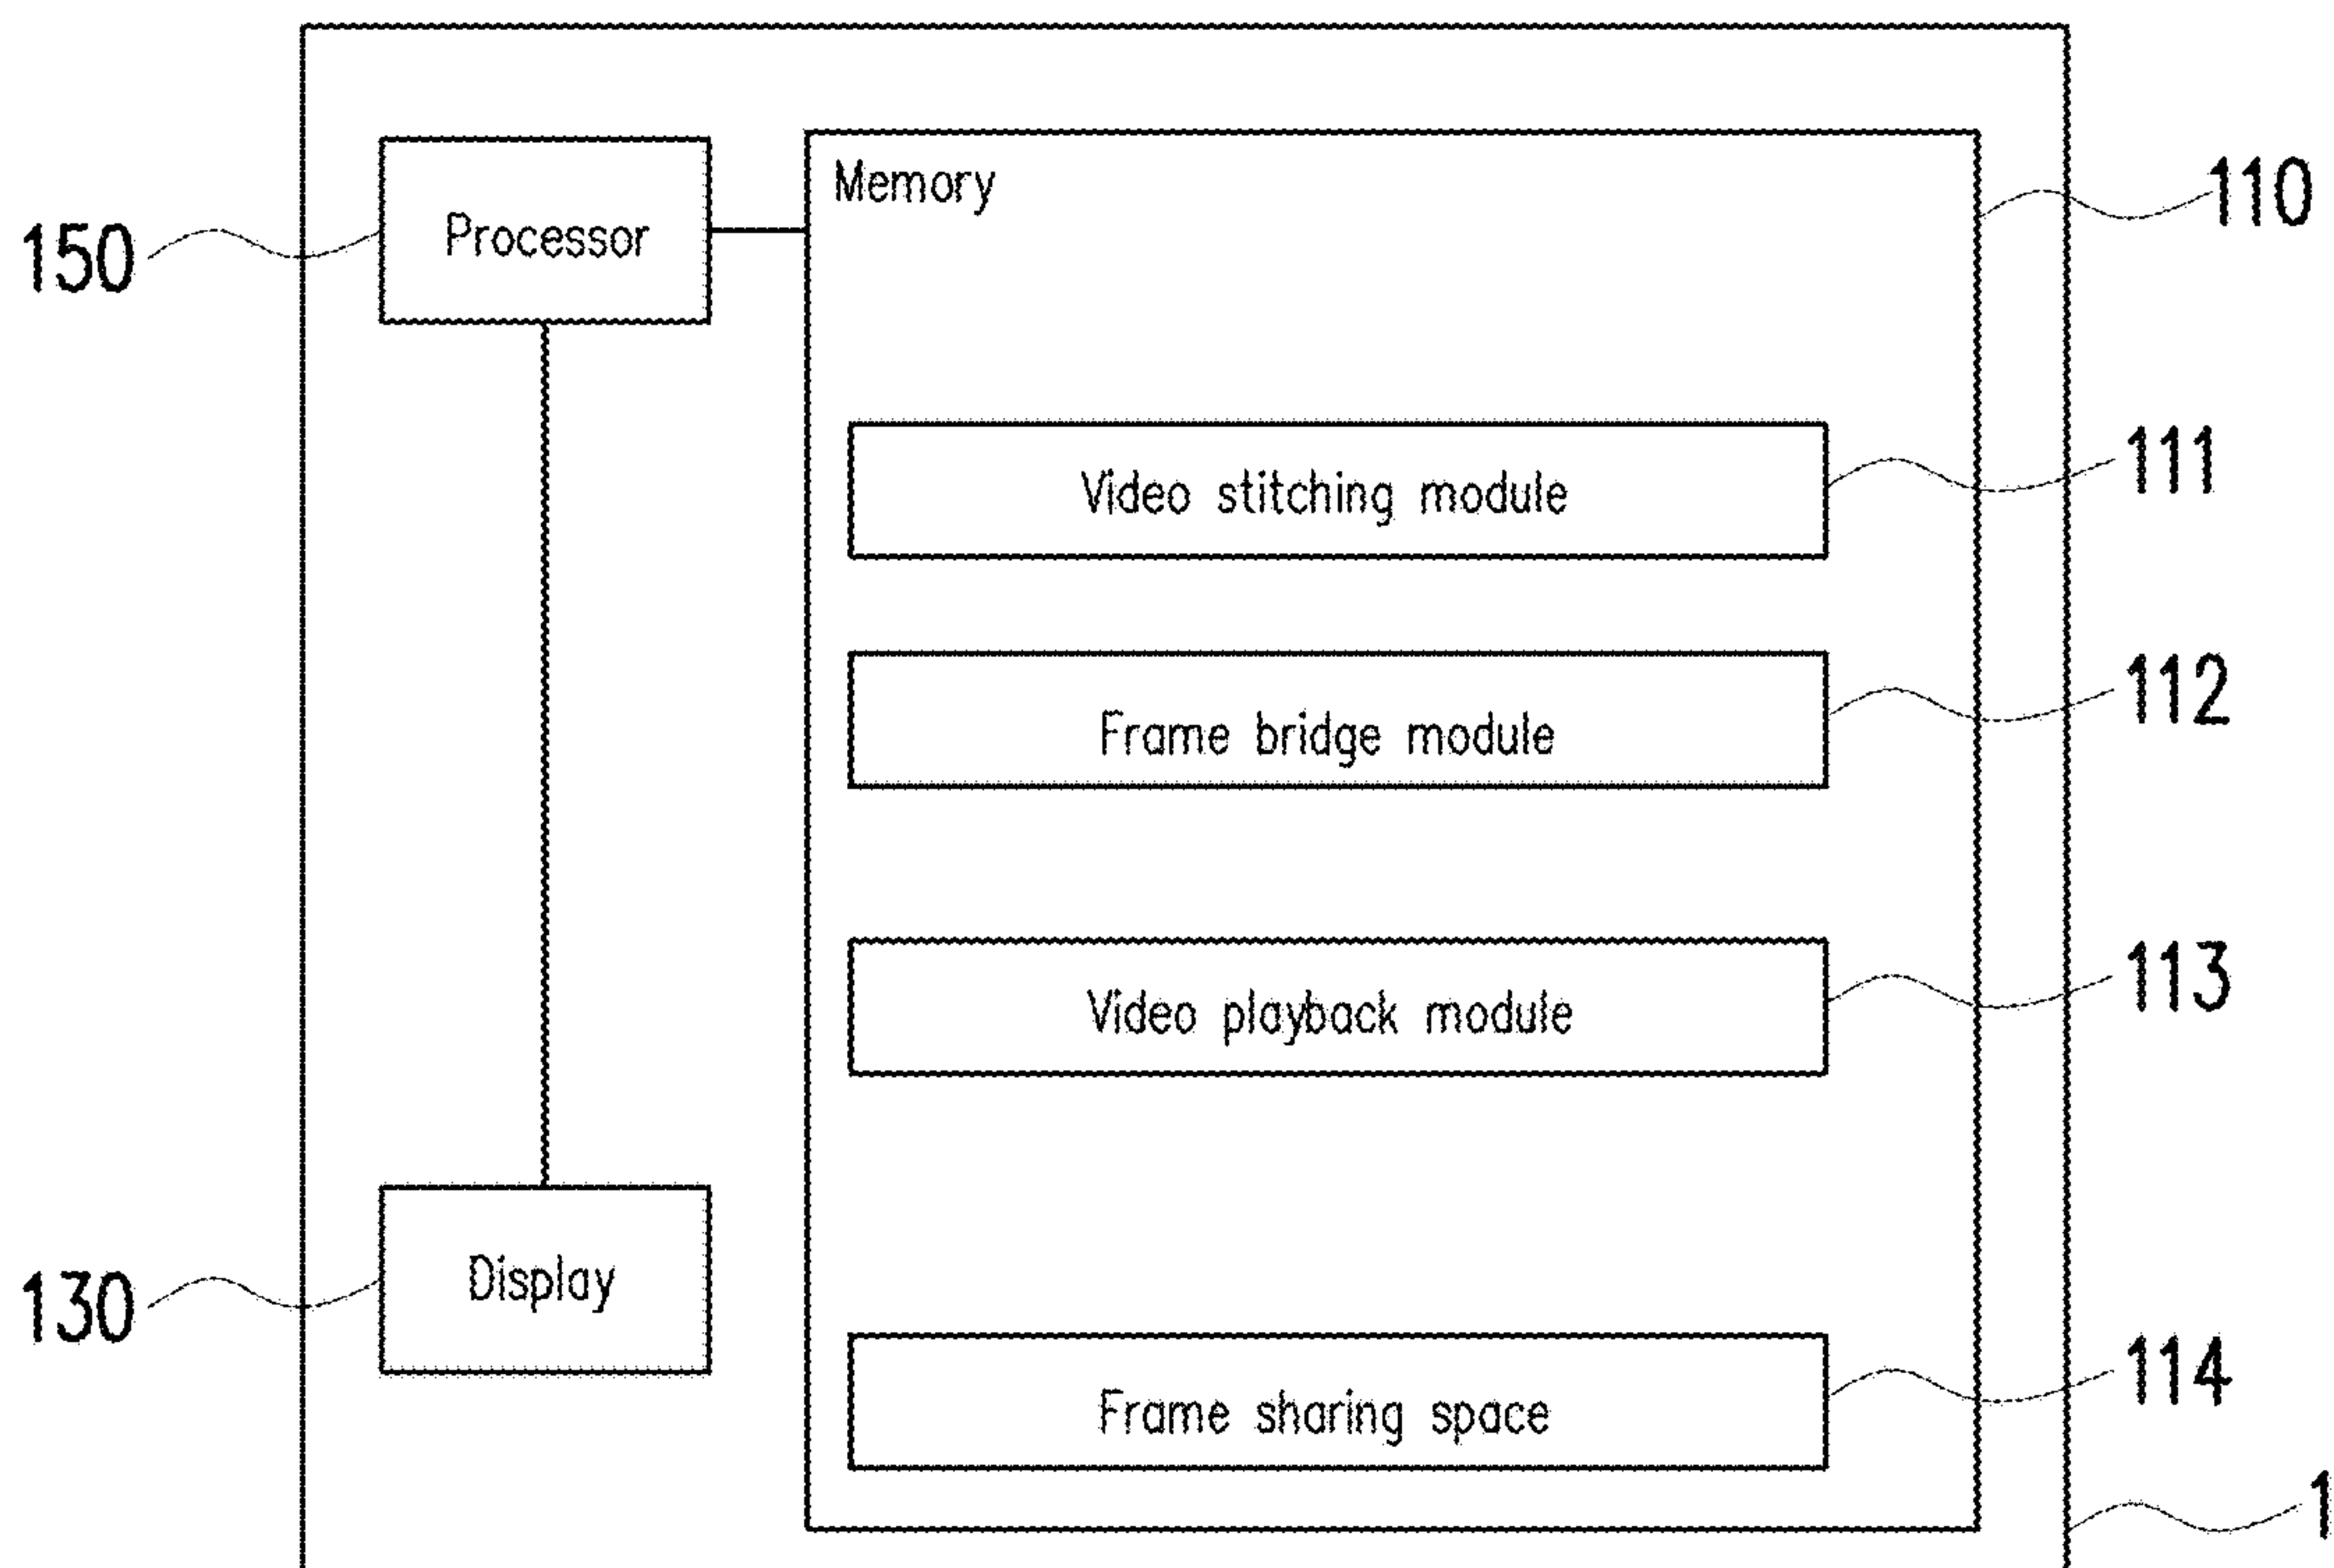 Memory
110
Processor
150
Video stitching module
111
Frame bridge module
112
Video playback module
113
Display
130
Frame sharing space
114
1